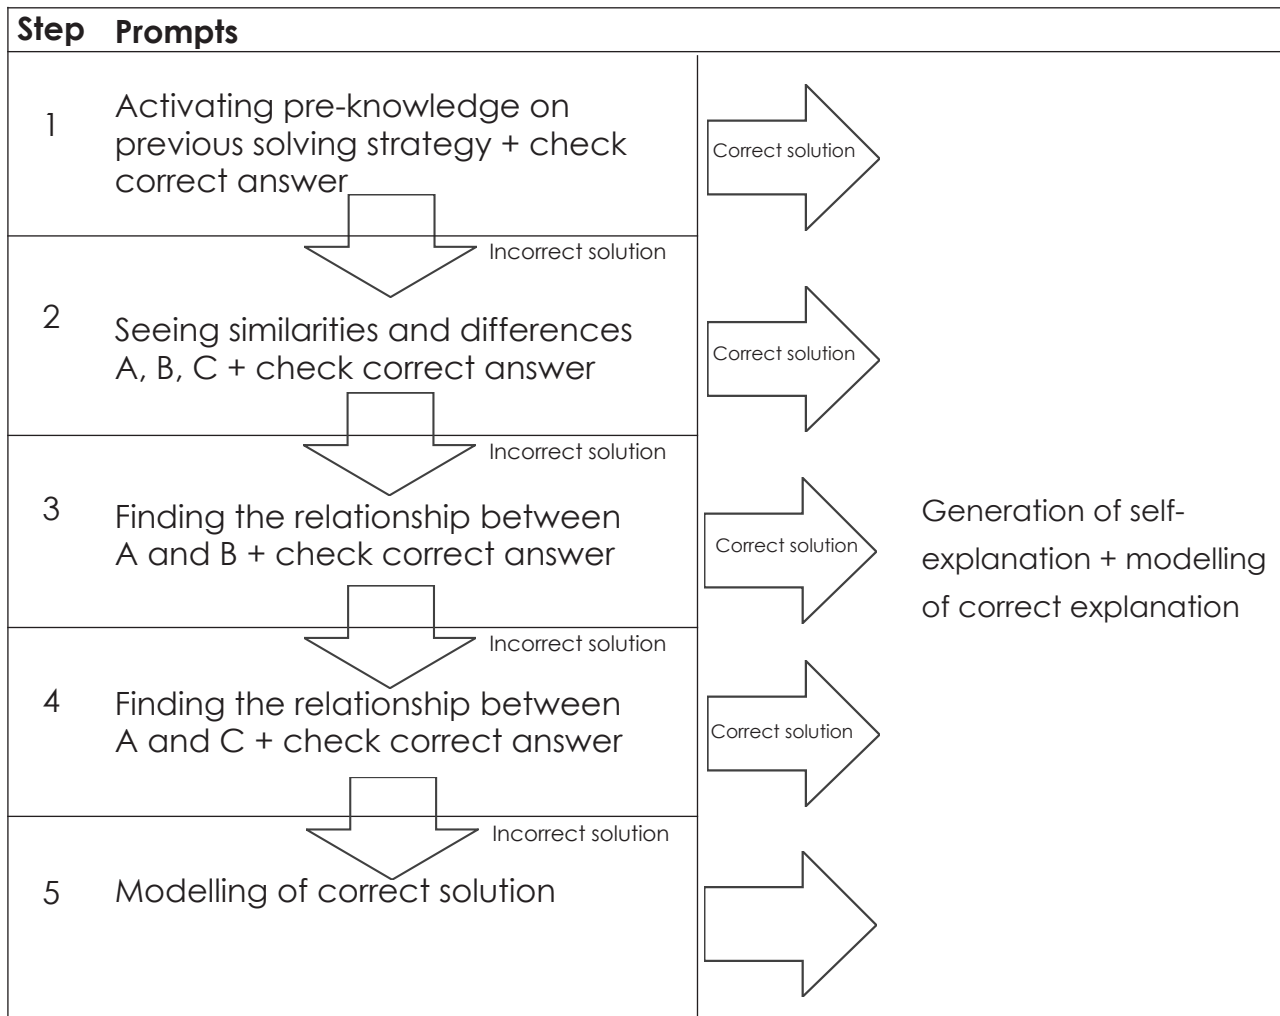 Step Prompts
1
Activating pre-knowledge on
previous solving strategy + check
correct answer
Correct solution
Incorrect solution
2
Seeing similarities and differences
A, B, C + check correct answer
Correct solution
Incorrect solution
3
Finding the relationship between
A and B + check correct answer
Correct solution
Generation of self-
explanation + modelling
of correct explanation
Incorrect solution
4
Finding the relationship between
A and C + check correct answer
Correct solution
Incorrect solution
5
Modelling of correct solution